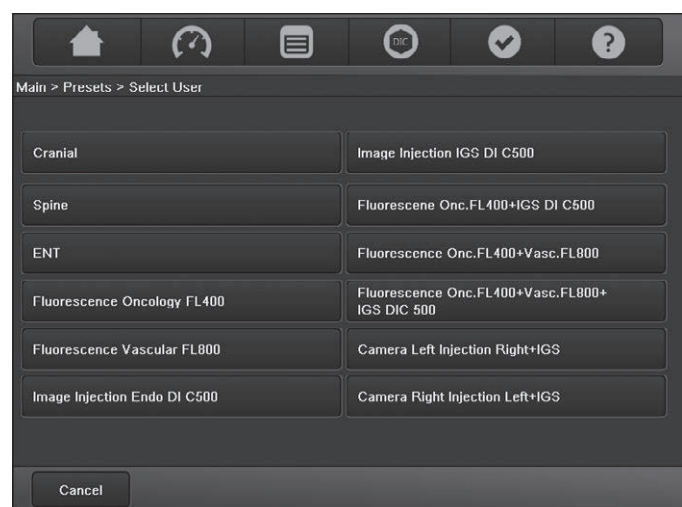 DIC
?
Main > Presets > Select User
Cranial
Image Injection IGS DI C500
Spine
Fluorescene Onc.FL400+IGS DI C500
ENT
Fluorescence Onc.FL400+Vasc.FL800
Fluorescence Oncology FL400
Fluorescence Onc.FL400+Vasc.FL800+
IGS DIC 500
Fluorescence Vascular FL800
Camera Left Injection Right+IGS
Image Injection Endo DI C500
Camera Right Injection Left+IGS
Cancel